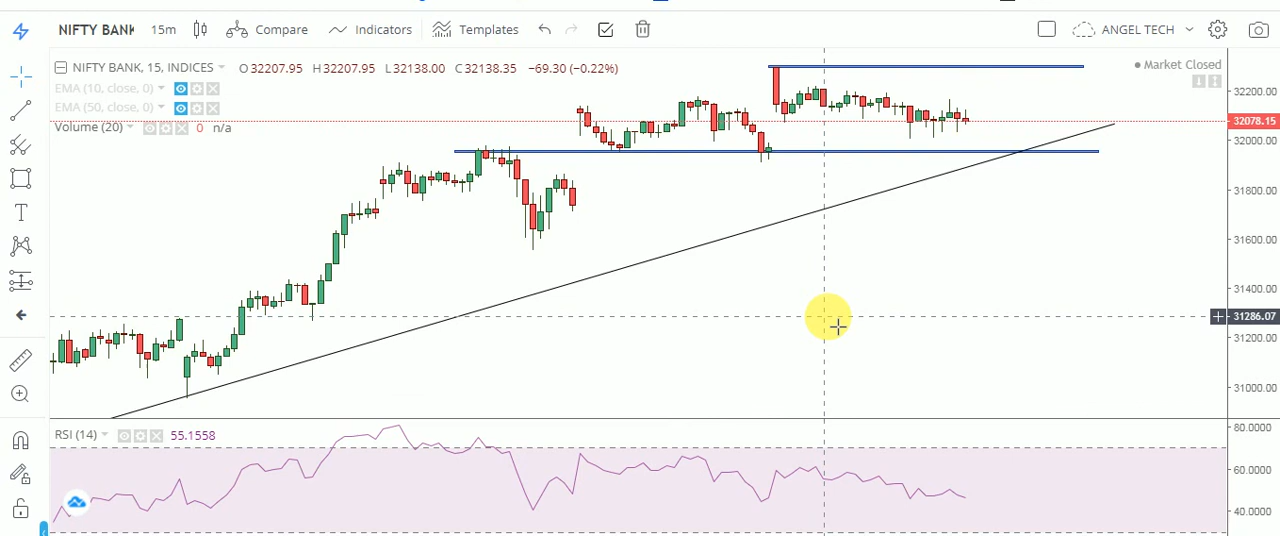 NIFTY BANK 15m Compare Indicators Templates ANGEL TECH
NIFTY BANK, 15, INDICES O 32207.95 H 32207.95 L 32138.00 C 32138.35 −69.30 (−0.22%)
Market Closed
EMA (10, close, 0)
EMA (50, close, 0)
Volume (20) 0 n/a
32200.00
32078.15
32000.00
31800.00
31600.00
31400.00
31286.07
31200.00
31000.00
RSI (14) 55.1558
80.0000
60.0000
40.0000